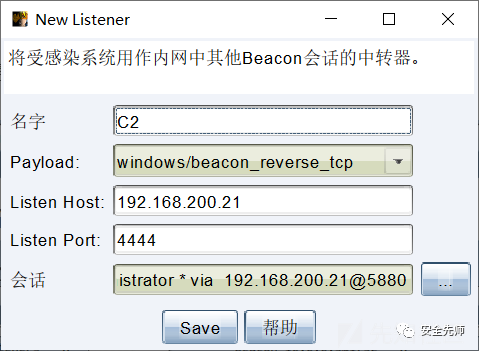 New Listener
将受感染系统用作内网中其他Beacon会话的中转器。
名字 C2
Payload: windows/beacon_reverse_tcp
Listen Host: 192.168.200.21
Listen Port: 4444
会话 istrator * via 192.168.200.21@5880 ...
Save 帮助
安全先师